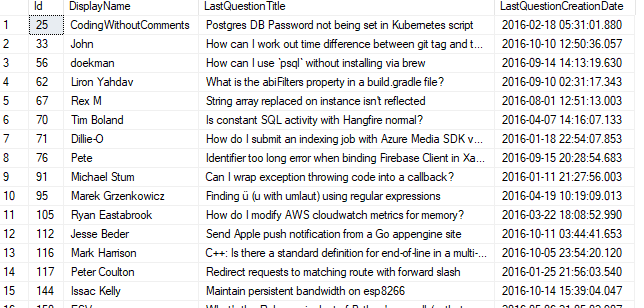 Id DisplayName LastQuestionTitle LastQuestionCreationDate
1 25 CodingWithoutComments Postgres DB Password not being set in Kubernetes script 2016-02-18 05:31:01.880
2 33 John How can I work out time difference between git tag and t... 2016-10-10 12:50:36.057
3 56 doekman How can I use `psql` without installing via brew 2016-09-14 14:13:19.630
4 62 Liron Yahdav What is the abiFilters property in a build.gradle file? 2016-09-10 02:31:17.343
5 67 Rex M String array replaced on instance isn't reflected 2016-08-01 12:51:13.003
6 70 Tim Boland Is constant SQL activity with Hangfire normal? 2016-04-07 14:16:07.133
7 71 Dillie-O How do I submit an indexing job with Azure Media SDK v... 2016-01-18 22:54:07.853
8 76 Pete Identifier too long error when binding Firebase Client in Xa... 2016-09-15 20:28:54.683
9 91 Michael Stum Can I wrap exception throwing code into a callback? 2016-01-11 21:27:56.003
10 95 Marek Grzenkowicz Finding ü (u with umlaut) using regular expressions 2016-04-19 10:19:09.013
11 105 Ryan Eastabrook How do I modify AWS cloudwatch metrics for memory? 2016-03-22 18:08:52.990
12 112 Jesse Beder Send Apple push notification from a Go appengine site 2016-10-11 03:44:41.653
13 116 Mark Harrison C++: Is there a standard definition for end-of-line in a multi-... 2016-10-05 23:54:20.120
14 117 Peter Coulton Redirect requests to matching route with forward slash 2016-01-25 21:56:03.540
15 144 Issac Kelly Maintain persistent bandwidth on esp8266 2016-10-14 15:39:04.047